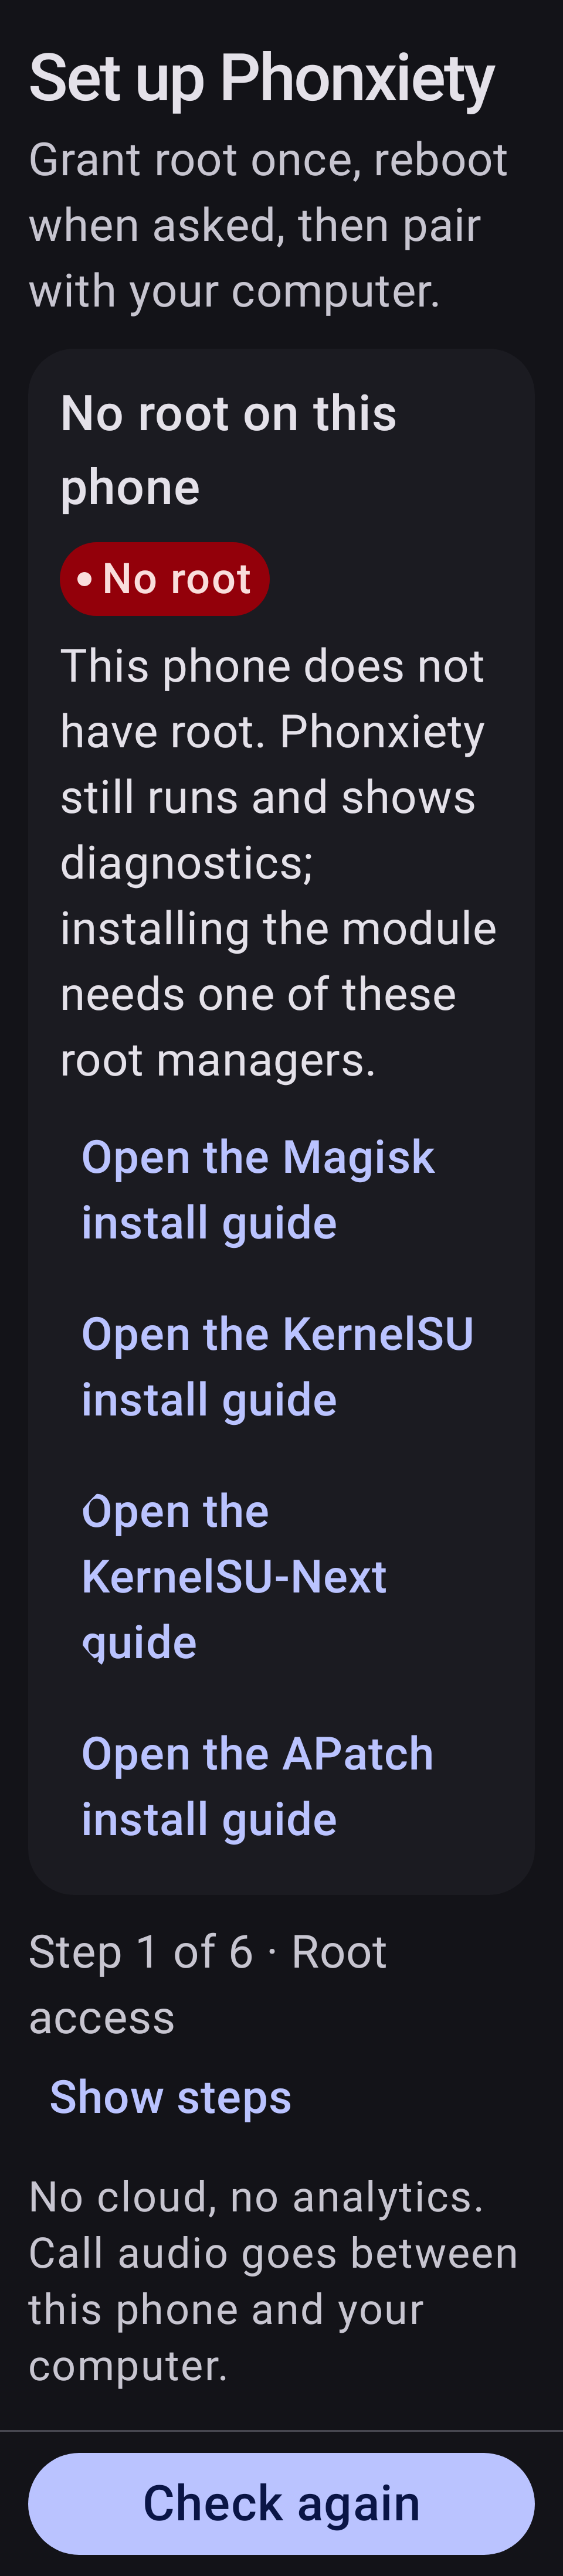 Set up Phonxiety
Grant root once, reboot
when asked, then pair
with your computer.
No root on this
phone
• No root
This phone does not
have root. Phonxiety
still runs and shows
diagnostics;
installing the module
needs one of these
root managers.
Open the Magisk
install guide
Open the KernelSU
install guide
Open the
KernelSU-Next
guide
Open the APatch
install guide
Step 1 of 6 · Root
access
Show steps
No cloud, no analytics.
Call audio goes between
this phone and your
computer.
Check again